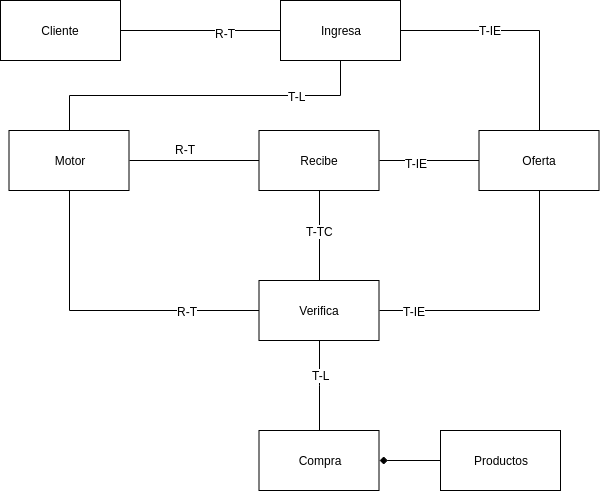 Cliente
R-T
Ingresa
T-IE
T-L
Motor
R-T
Recibe
T-IE
Oferta
T-TC
R-T
Verifica
T-IE
T-L
Compra
Productos